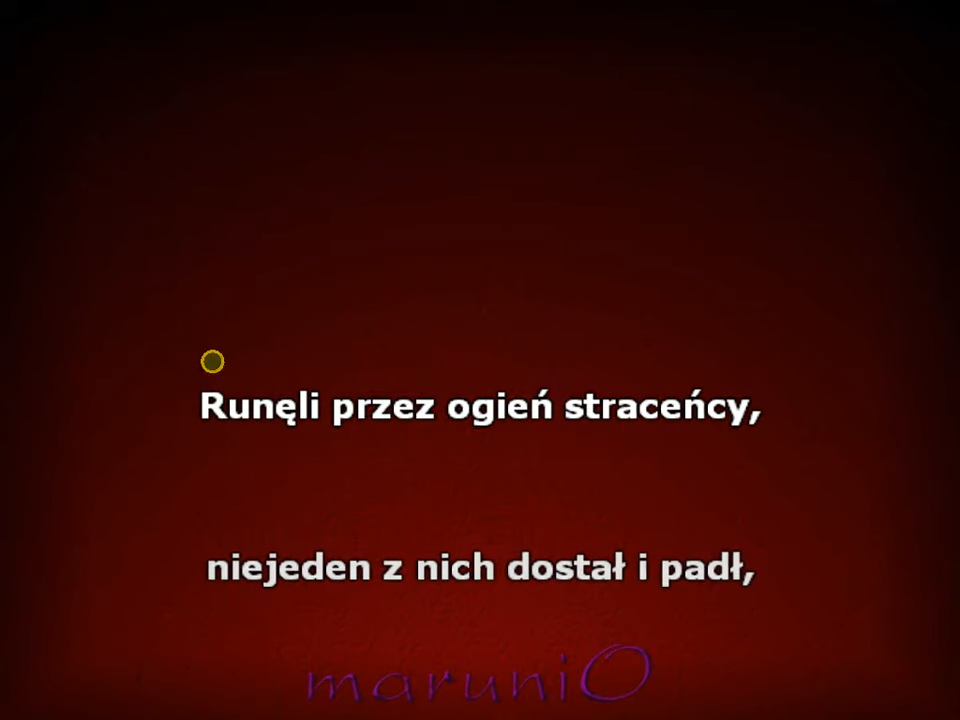 Runęli przez ogień straceńcy,
niejeden z nich dostał i padł,
maruniO